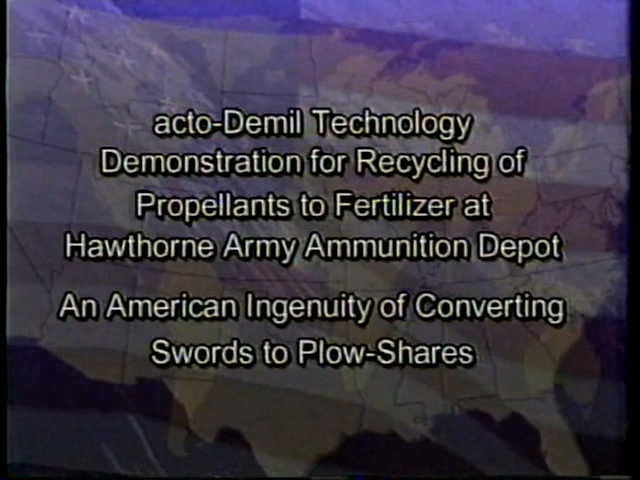 acto-Demil Technology
Demonstration for Recycling of
Propellants to Fertilizer at
Hawthorne Army Ammunition Depot
An American Ingenuity of Converting
Swords to Plow-Shares